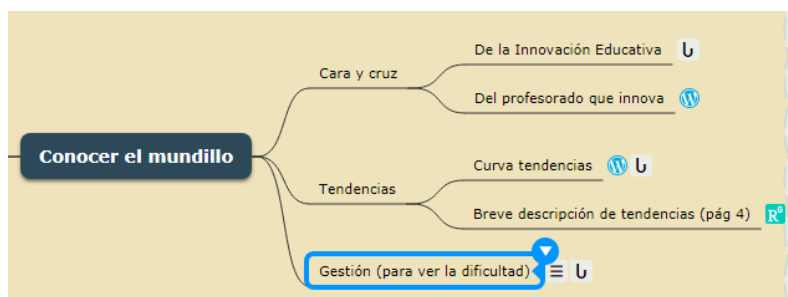 De la Innovación Educativa
Cara y cruz
Del profesorado que innova
Conocer el mundillo
Curva tendencias
Tendencias
Breve descripción de tendencias (pág 4)
R⁶
Gestión (para ver la dificultad)